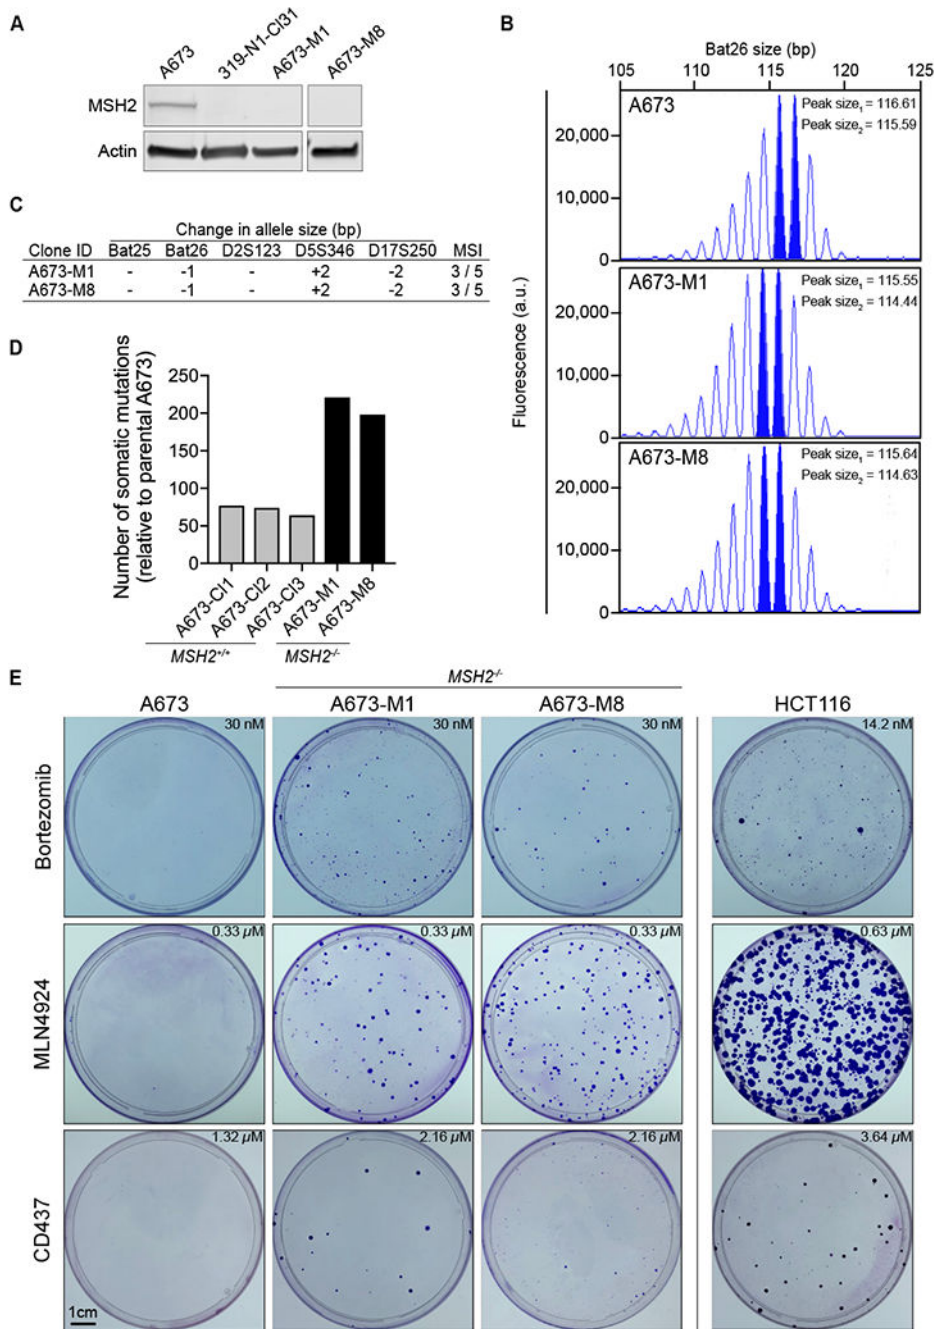 A
A673
319-N1-Cl31
A673-M1
A673-M8
MSH2
Actin
B
Bat26 size (bp)
105 110 115 120 125
A673
Peak size1 = 116.61
Peak size2 = 115.59
20,000
10,000
0
A673-M1
Peak size1 = 115.55
Peak size2 = 114.44
20,000
10,000
0
A673-M8
Peak size1 = 115.64
Peak size2 = 114.63
20,000
10,000
0
Fluorescence (a.u.)
C
Change in allele size (bp)
Clone ID Bat25 Bat26 D2S123 D5S346 D17S250 MSI
A673-M1 - -1 - +2 -2 3 / 5
A673-M8 - -1 - +2 -2 3 / 5
D
Number of somatic mutations
(relative to parental A673)
250
200
150
100
50
0
A673-Cl1
A673-Cl2
A673-Cl3
A673-M1
A673-M8
MSH2+/+
MSH2-/-
E
MSH2-/-
A673 A673-M1 A673-M8 HCT116
Bortezomib
30 nM 30 nM 30 nM 14.2 nM
MLN4924
0.33 µM 0.33 µM 0.33 µM 0.63 µM
CD437
1.32 µM 2.16 µM 2.16 µM 3.64 µM
1cm